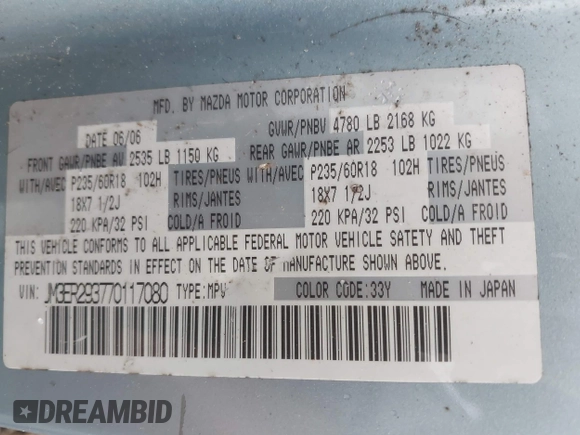 MFD. BY MAZDA MOTOR CORPORATION
DATE 06/06 GVWR/PNBV 4780 LB 2168 KG
FRONT GAWR/PNBE AV 2535 LB 1150 KG REAR GAWR/PNBE AR 2253 LB 1022 KG
WITH/AVEC P235/60R18 102H TIRES/PNEUS WITH/AVEC P235/60R18 102H TIRES/PNEUS
18X7 1/2J RIMS/JANTES 18X7 1/2J RIMS/JANTES
220 KPA/32 PSI COLD/A FROID 220 KPA/32 PSI COLD/A FROID
THIS VEHICLE CONFORMS TO ALL APPLICABLE FEDERAL MOTOR VEHICLE SAFETY AND THEFT
PREVENTION STANDARDS IN EFFECT ON THE DATE OF MANUFACTURE SHOWN ABOVE.
VIN: JM3ER293770117080 TYPE:MPV COLOR CODE:33Y MADE IN JAPAN
DREAMBID